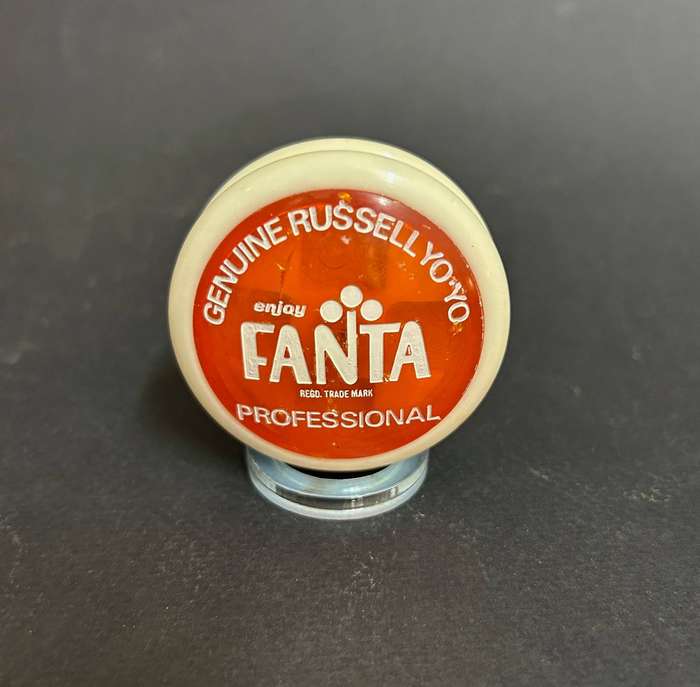 GENUINE RUSSELL YO-YO
enjoy
FANTA
REGD. TRADE MARK
PROFESSIONAL